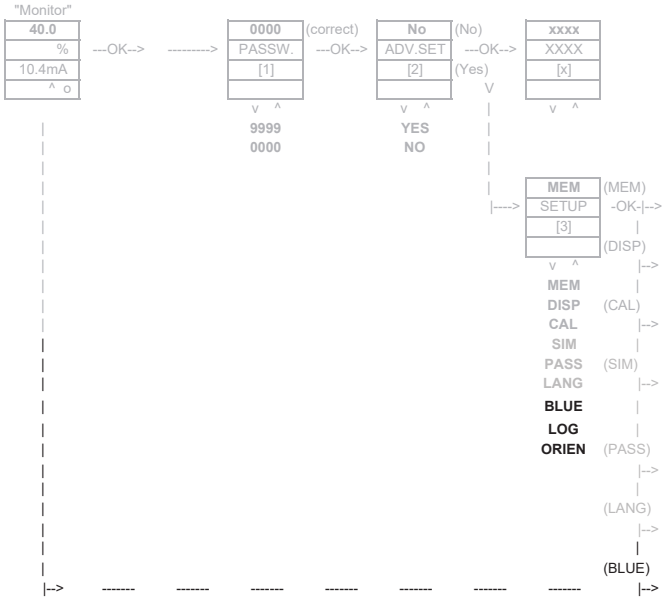 "Monitor"
40.0 0000 (correct) No (No) xxxx
% ---OK--> ---------> PASSW. ---OK--> ADV.SET ---OK--> XXXX
10.4mA [1] [2] (Yes) [x]
^ o V
v ^ v ^ | v ^
| 9999 YES |
| 0000 NO |
| |
| | MEM (MEM)
| |----> SETUP -OK-|-->
| [3] |
| (DISP)
| v ^ |-->
| MEM |
| DISP (CAL)
| CAL |-->
| SIM |
| PASS (SIM)
| LANG |-->
| BLUE |
| LOG |
| ORIEN (PASS)
| |-->
| |
| (LANG)
| |-->
| |
| (BLUE)
|--> ------- ------- ------- ------- ------- ------- ------- |-->